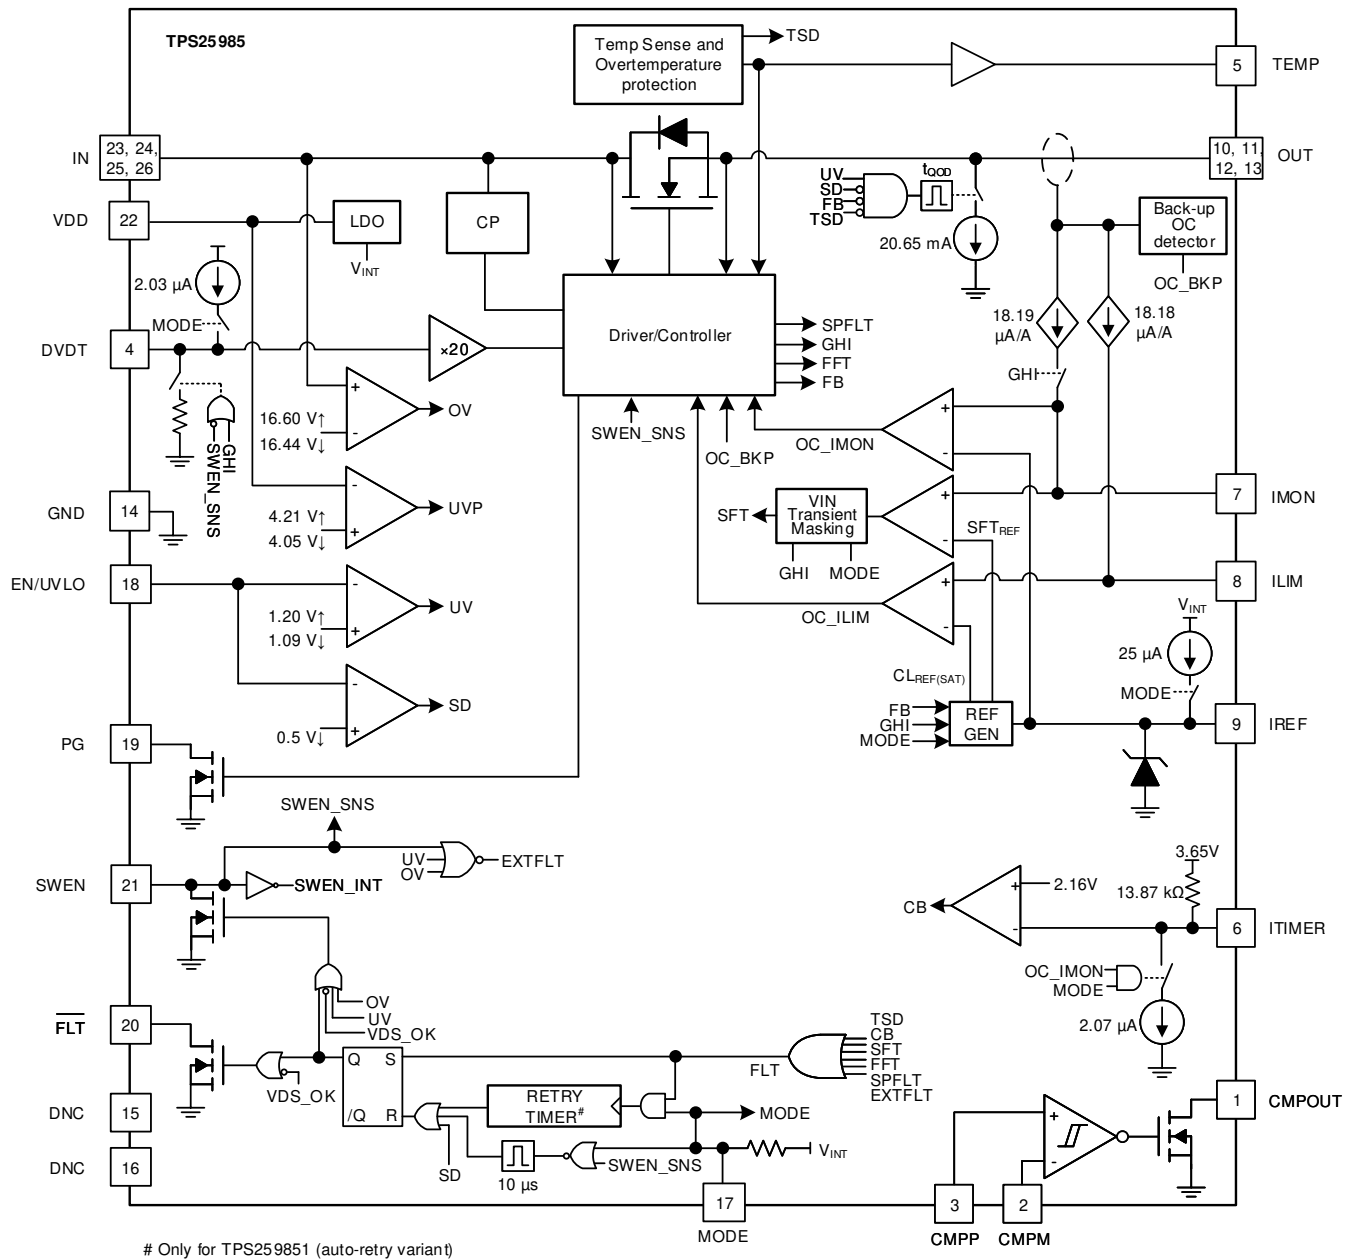 TPS25985
Temp Sense and
Overtemperature
protection
TSD
5
TEMP
IN
23, 24,
25, 26
10, 11,
12, 13
OUT
VDD
22
LDO
V_INT
CP
UV
SD
FB
TSD
t_QOD
20.65 mA
Back-up
OC
detector
OC_BKP
2.03 µA
MODE
DVDT
4
×20
Driver/Controller
SPFLT
GHI
FFT
FB
18.19
µA/A
18.18
µA/A
GHI
GHI
SWEN_SNS
+
16.60 V↑
16.44 V↓
-
OV
SWEN_SNS
OC_BKP
OC_IMON
+
-
GND
14
-
4.21 V↑
4.05 V↓
+
UVP
SFT
VIN
Transient
Masking
GHI
MODE
+
-
SFT_REF
7
IMON
EN/UVLO
18
-
1.20 V↑
1.09 V↓
+
UV
OC_ILIM
+
-
8
ILIM
V_INT
25 µA
MODE
-
0.5 V↓
+
SD
CL_REF(SAT)
FB
GHI
MODE
REF
GEN
9
IREF
PG
19
SWEN_SNS
UV
OV
EXTFLT
SWEN
21
SWEN_INT
CB
+
-
2.16V
3.65V
13.87 kΩ
6
ITIMER
OC_IMON
MODE
2.07 µA
OV
UV
VDS_OK
FLT
20
VDS_OK
Q
S
/Q
R
FLT
TSD
CB
SFT
FFT
SPFLT
EXTFLT
RETRY
TIMER#
MODE
DNC
15
DNC
16
SD
10 µs
SWEN_SNS
V_INT
17
MODE
+
-
1
CMPOUT
3
CMPP
2
CMPM
# Only for TPS259851 (auto-retry variant)